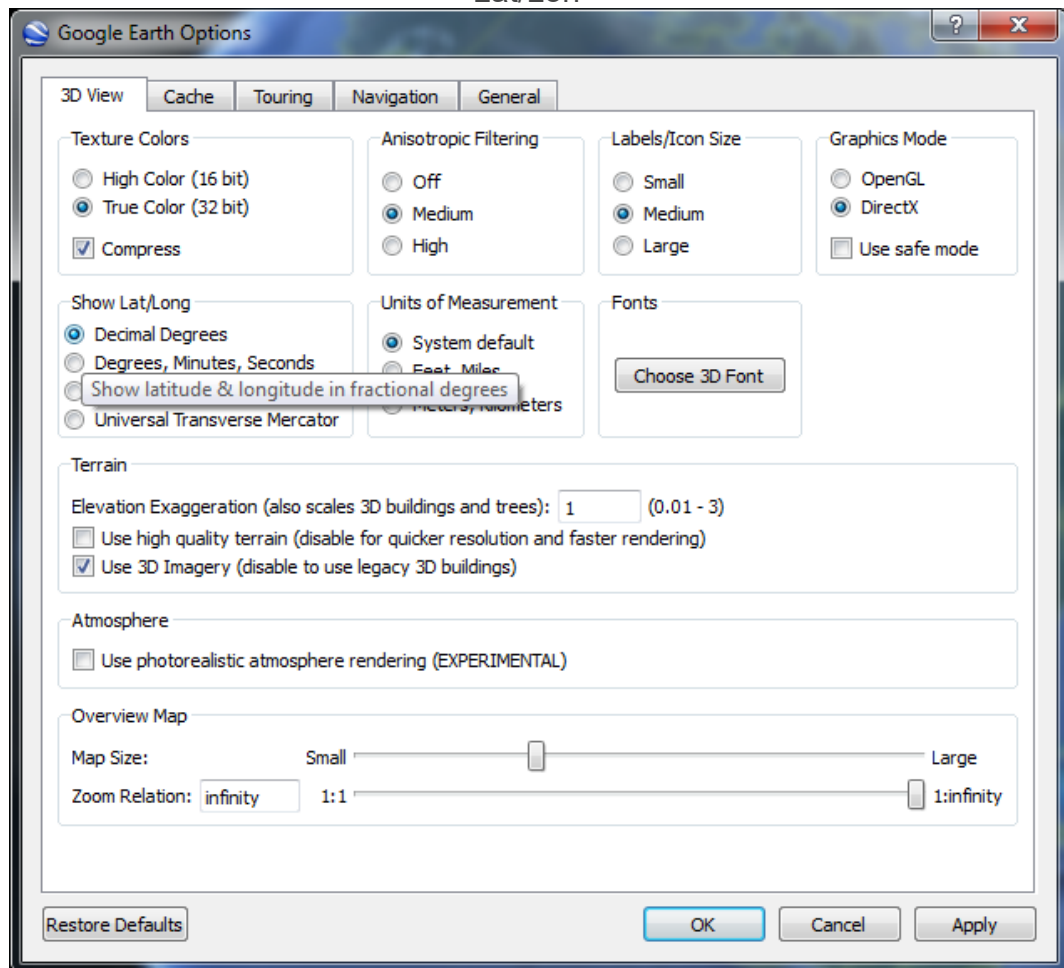 Google Earth Options
3D View Cache Touring Navigation General
Texture Colors
High Color (16 bit)
True Color (32 bit)
Compress
Anisotropic Filtering
Off
Medium
High
Labels/Icon Size
Small
Medium
Large
Graphics Mode
OpenGL
DirectX
Use safe mode
Show Lat/Long
Decimal Degrees
Degrees, Minutes, Seconds
Show latitude & longitude in fractional degrees
Universal Transverse Mercator
Units of Measurement
System default
Feet, Miles
Meters, Kilometers
Fonts
Choose 3D Font
Terrain
Elevation Exaggeration (also scales 3D buildings and trees): 1 (0.01 - 3)
Use high quality terrain (disable for quicker resolution and faster rendering)
Use 3D Imagery (disable to use legacy 3D buildings)
Atmosphere
Use photorealistic atmosphere rendering (EXPERIMENTAL)
Overview Map
Map Size: Small Large
Zoom Relation: infinity 1:1 1:infinity
Restore Defaults OK Cancel Apply